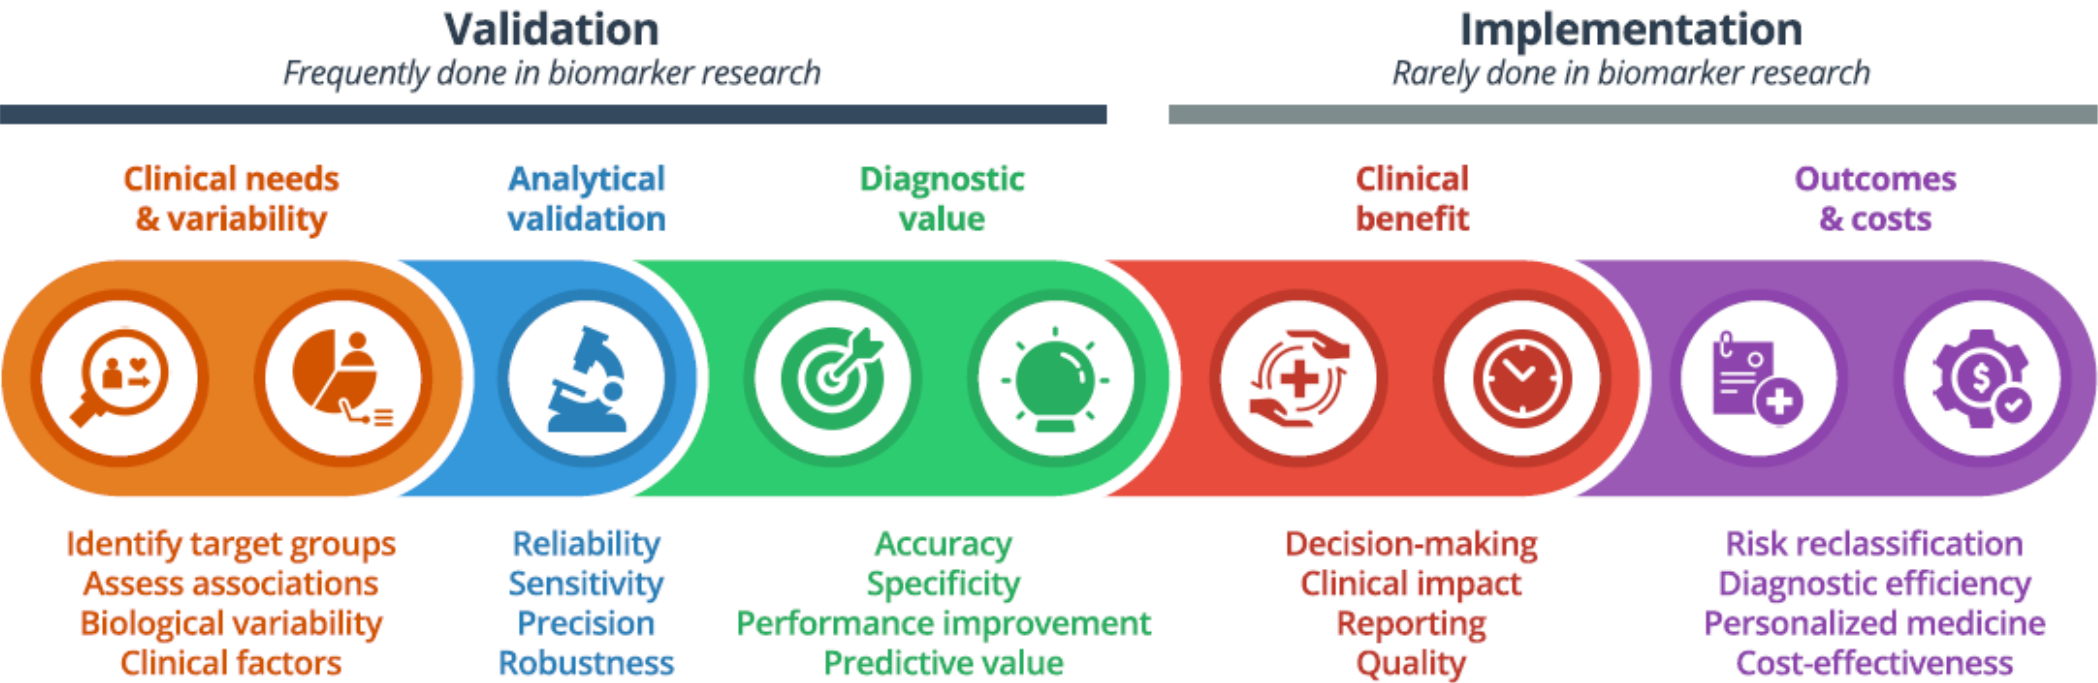 Validation
Frequently done in biomarker research
Implementation
Rarely done in biomarker research
Clinical needs
& variability
Analytical
validation
Diagnostic
value
Clinical
benefit
Outcomes
& costs
$
Identify target groups
Assess associations
Biological variability
Clinical factors
Reliability
Sensitivity
Precision
Robustness
Accuracy
Specificity
Performance improvement
Predictive value
Decision-making
Clinical impact
Reporting
Quality
Risk reclassification
Diagnostic efficiency
Personalized medicine
Cost-effectiveness